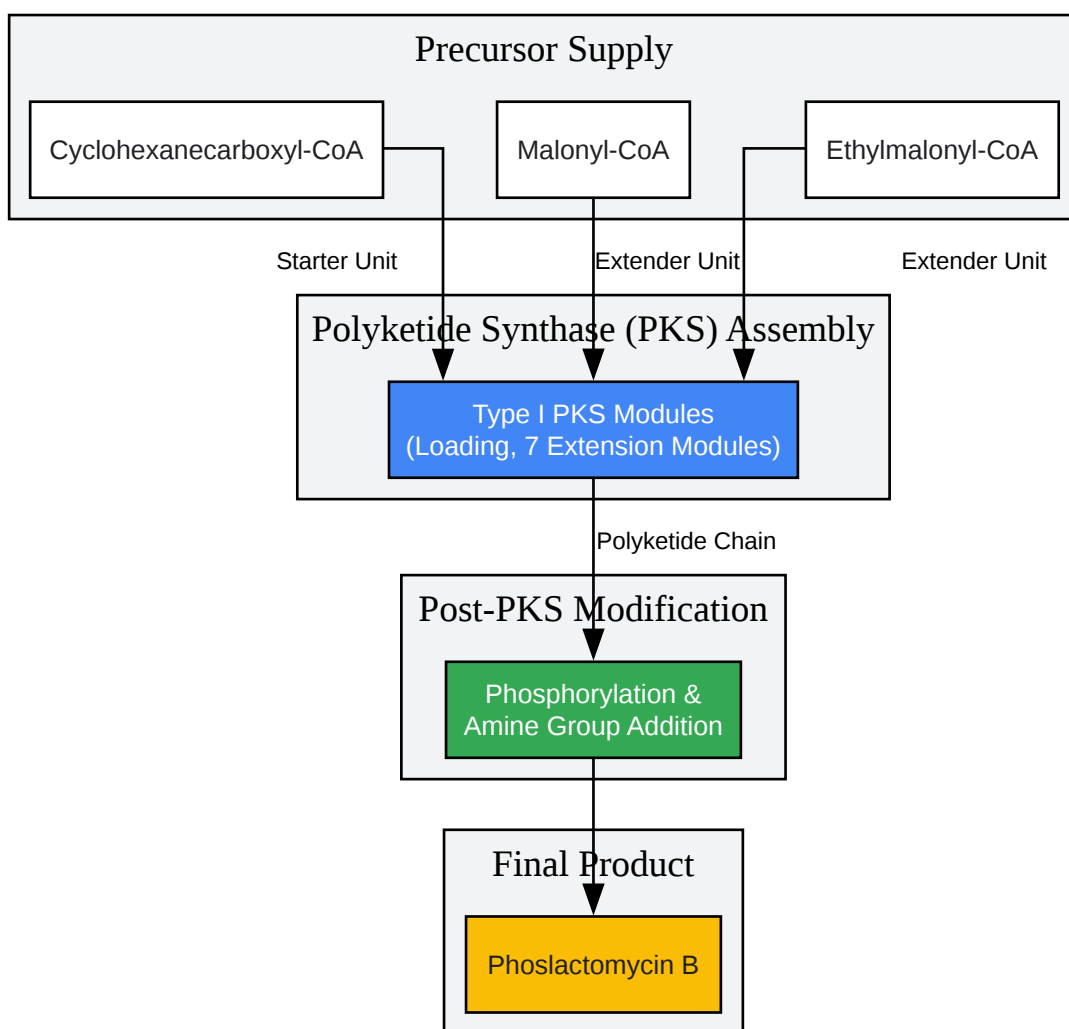 Precursor Supply
Cyclohexanecarboxyl-CoA
Malonyl-CoA
Ethylmalonyl-CoA
Starter Unit
Extender Unit
Extender Unit
Polyketide Synthase (PKS) Assembly
Type I PKS Modules
(Loading, 7 Extension Modules)
Polyketide Chain
Post-PKS Modification
Phosphorylation &
Amine Group Addition
Final Product
Phoslactomycin B